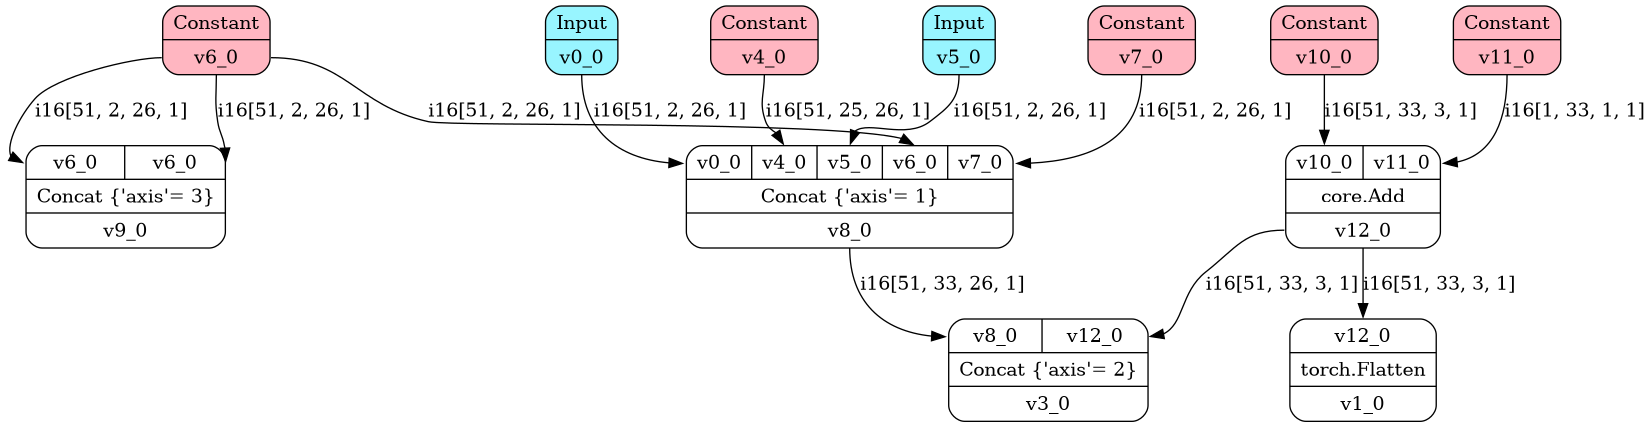 Constant
v6_0
Input
v0_0
Constant
v4_0
Input
v5_0
Constant
v7_0
Constant
v10_0
Constant
v11_0
i16[51, 2, 26, 1]
i16[51, 2, 26, 1]
i16[51, 2, 26, 1]
i16[51, 2, 26, 1]
i16[51, 25, 26, 1]
i16[51, 2, 26, 1]
i16[51, 2, 26, 1]
i16[51, 33, 3, 1]
i16[1, 33, 1, 1]
v6_0 v6_0
Concat {'axis'= 3}
v9_0
v0_0 v4_0 v5_0 v6_0 v7_0
Concat {'axis'= 1}
v8_0
v10_0 v11_0
core.Add
v12_0
i16[51, 33, 26, 1]
i16[51, 33, 3, 1]
i16[51, 33, 3, 1]
v8_0 v12_0
Concat {'axis'= 2}
v3_0
v12_0
torch.Flatten
v1_0